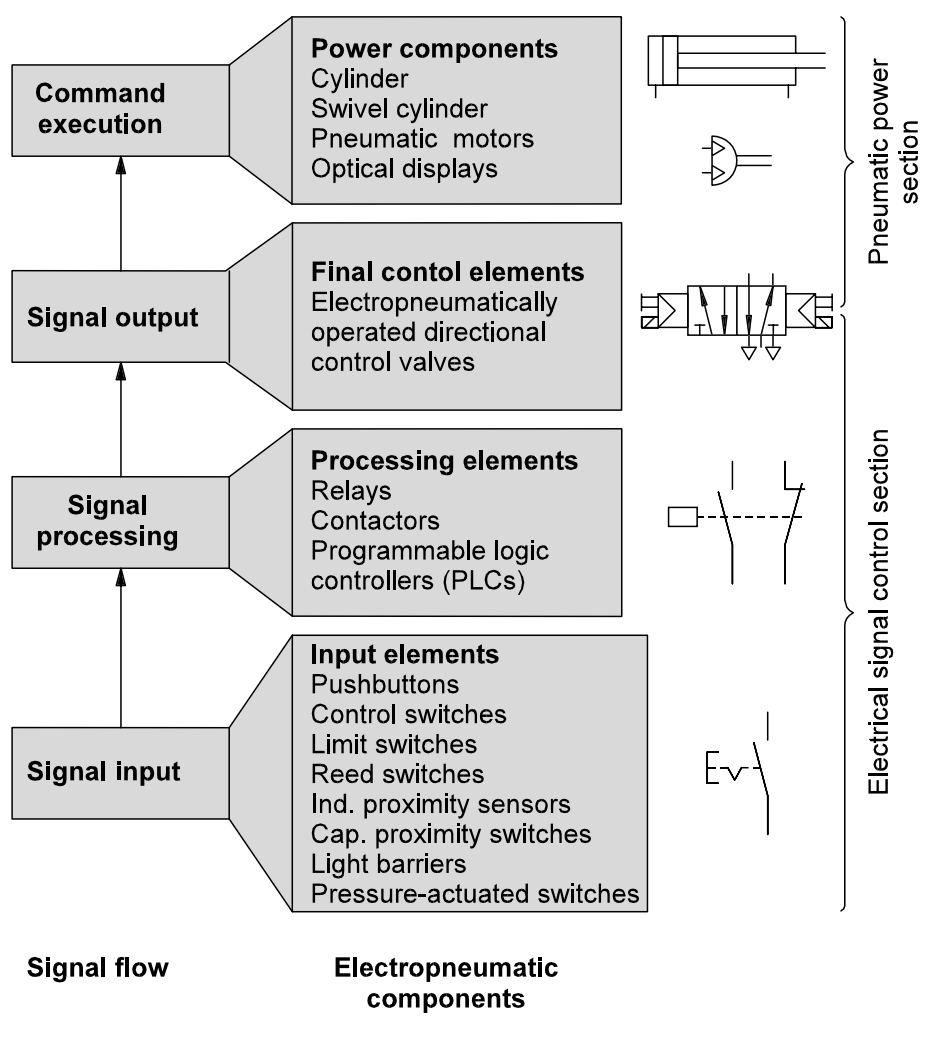 Command
execution
Power components
Cylinder
Swivel cylinder
Pneumatic motors
Optical displays
Pneumatic power
section
Signal output
Final contol elements
Electropneumatically
operated directional
control valves
Signal
processing
Processing elements
Relays
Contactors
Programmable logic
controllers (PLCs)
Electrical signal control section
Signal input
Input elements
Pushbuttons
Control switches
Limit switches
Reed switches
Ind. proximity sensors
Cap. proximity switches
Light barriers
Pressure-actuated switches
Signal flow
Electropneumatic
components